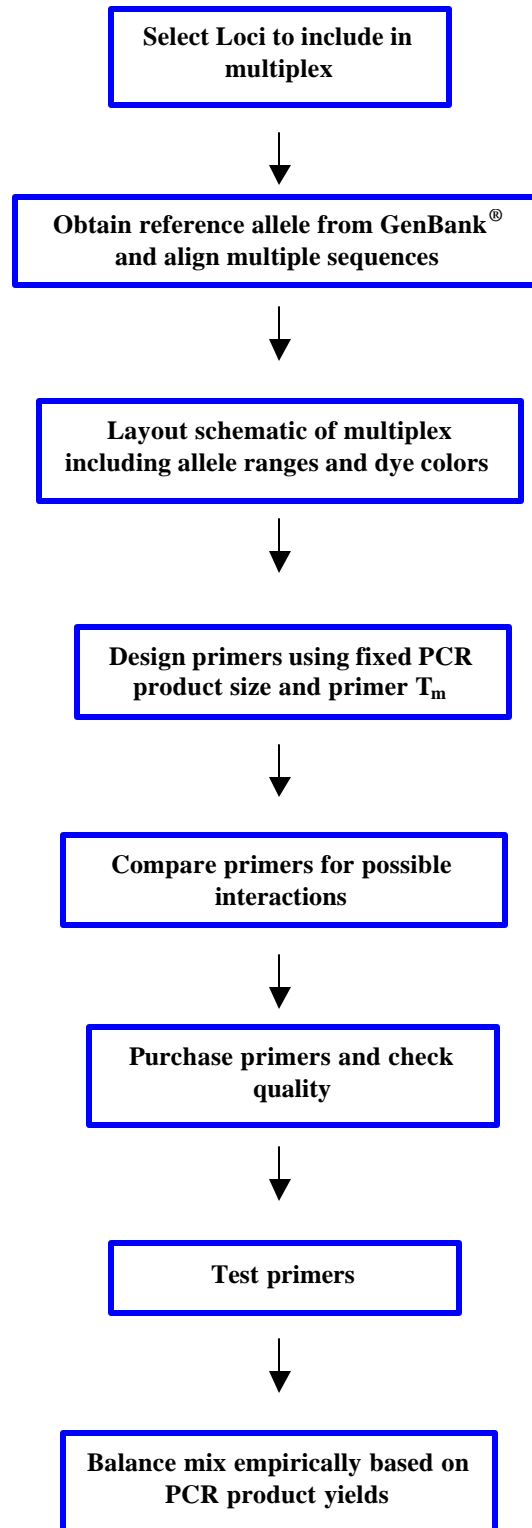 Select Loci to include in
multiplex
Obtain reference allele from GenBank®
and align multiple sequences
Layout schematic of multiplex
including allele ranges and dye colors
Design primers using fixed PCR
product size and primer Tm
Compare primers for possible
interactions
Purchase primers and check
quality
Test primers
Balance mix empirically based on
PCR product yields